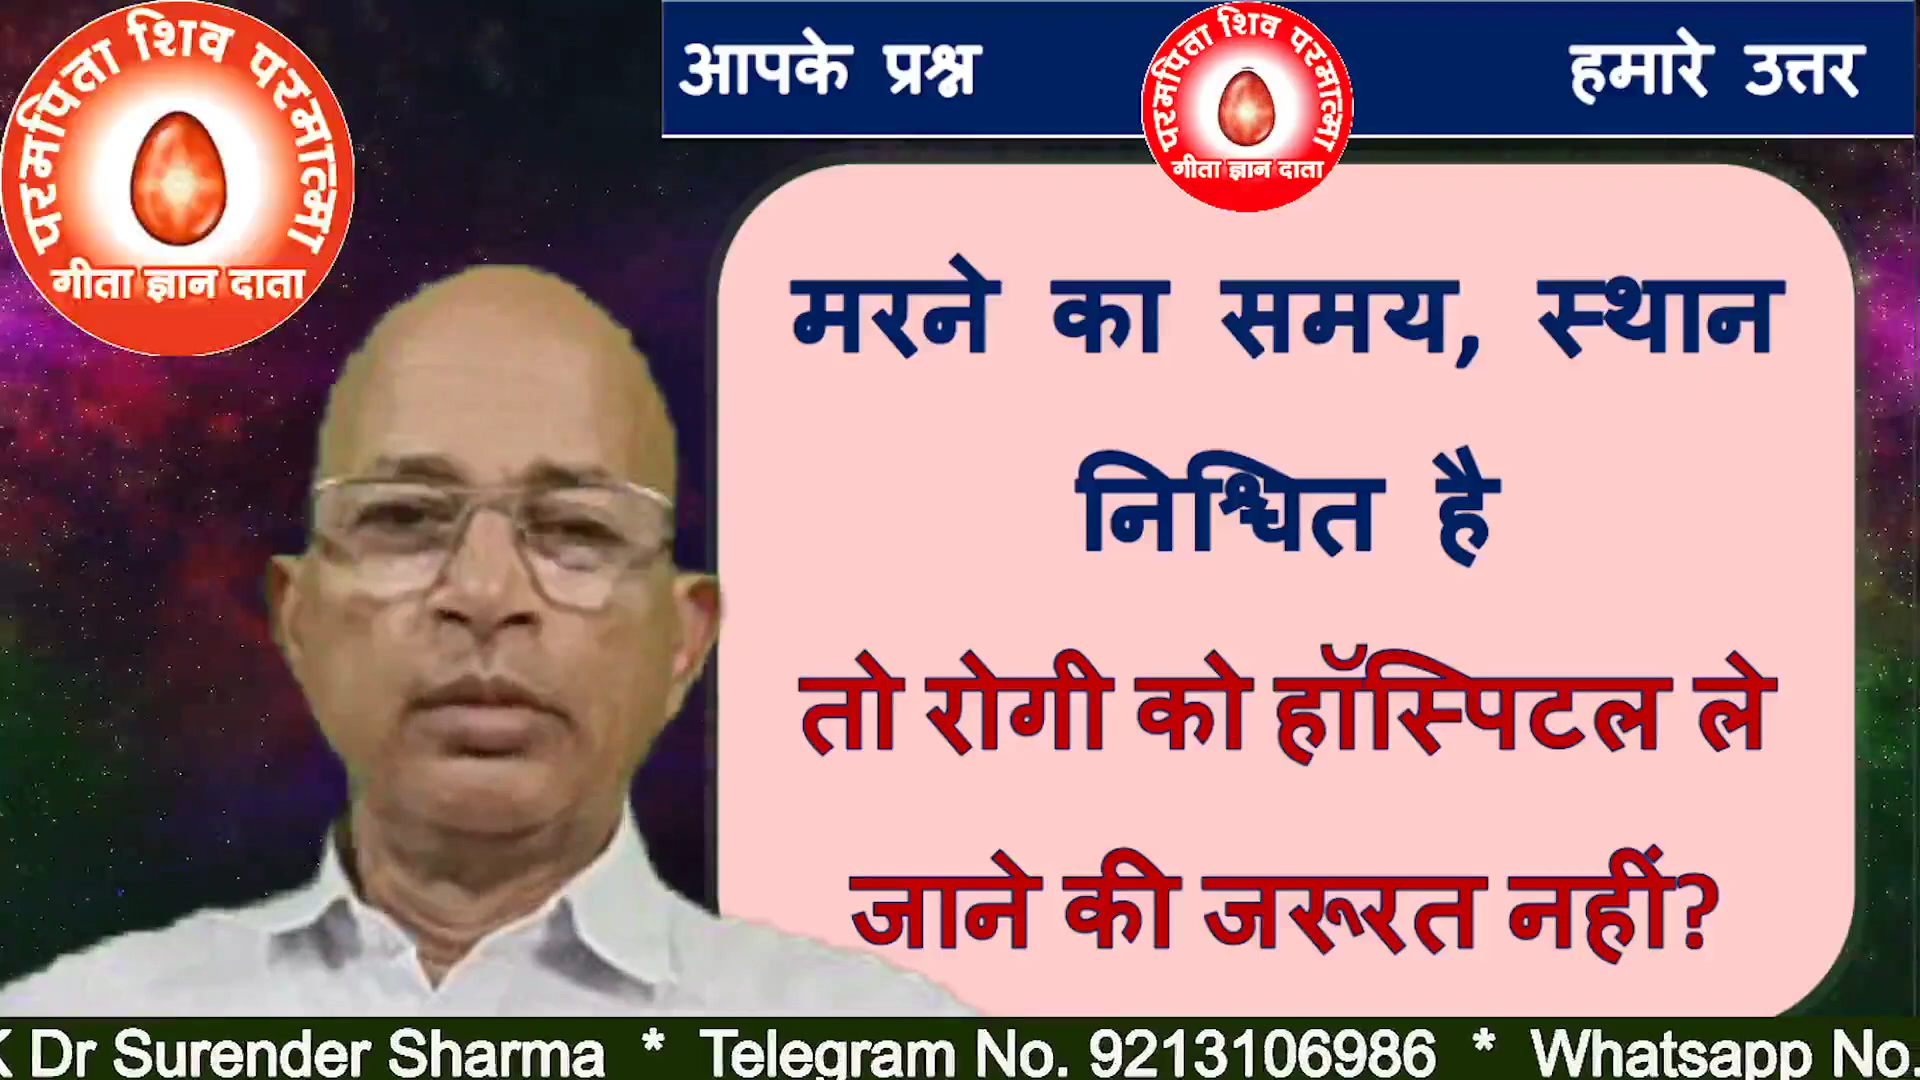 परमपिता शिव परमात्मा
गीता ज्ञान दाता
आपके प्रश्न
परमपिता शिव परमात्मा
गीता ज्ञान दाता
हमारे उत्तर
मरने का समय, स्थान
निश्चित है
तो रोगी को हॉस्पिटल ले
जाने की जरूरत नहीं?
K Dr Surender Sharma * Telegram No. 9213106986 * Whatsapp No.